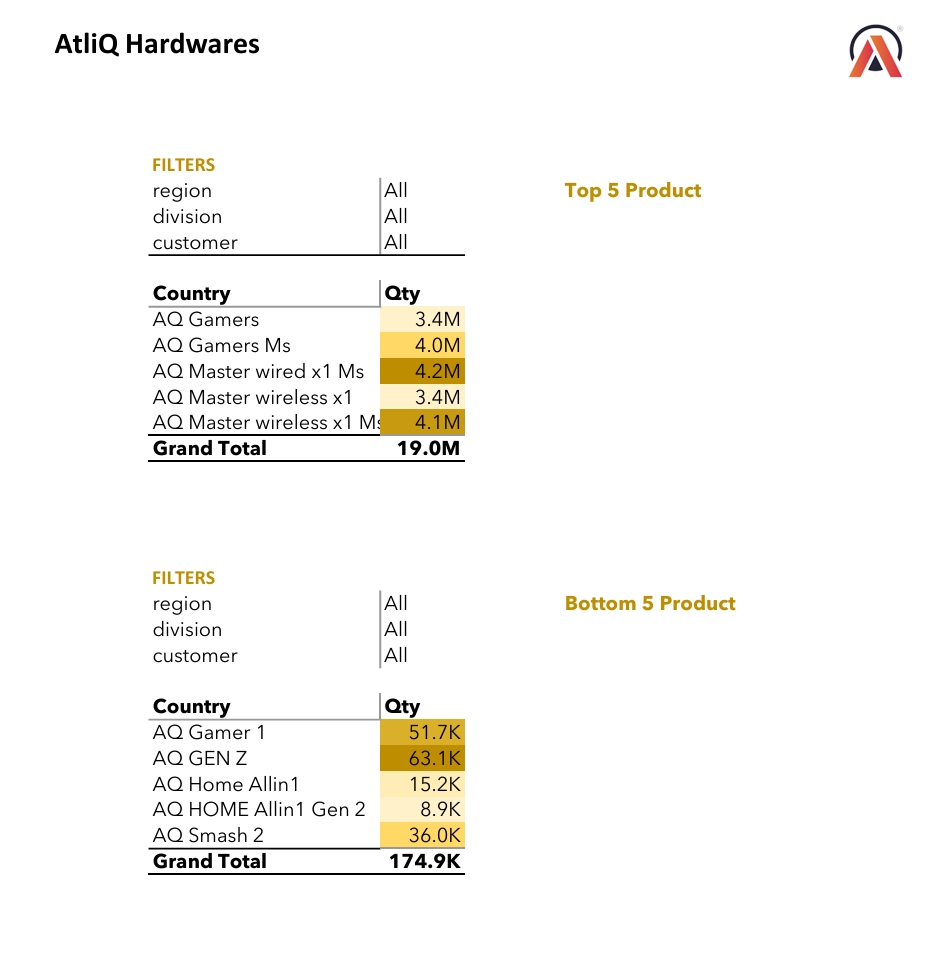 AtliQ Hardwares
FILTERS
region All Top 5 Product
division All
customer All
Country Qty
AQ Gamers 3.4M
AQ Gamers Ms 4.0M
AQ Master wired x1 Ms 4.2M
AQ Master wireless x1 3.4M
AQ Master wireless x1 Ms 4.1M
Grand Total 19.0M
FILTERS
region All Bottom 5 Product
division All
customer All
Country Qty
AQ Gamer 1 51.7K
AQ GEN Z 63.1K
AQ Home Allin1 15.2K
AQ HOME Allin1 Gen 2 8.9K
AQ Smash 2 36.0K
Grand Total 174.9K